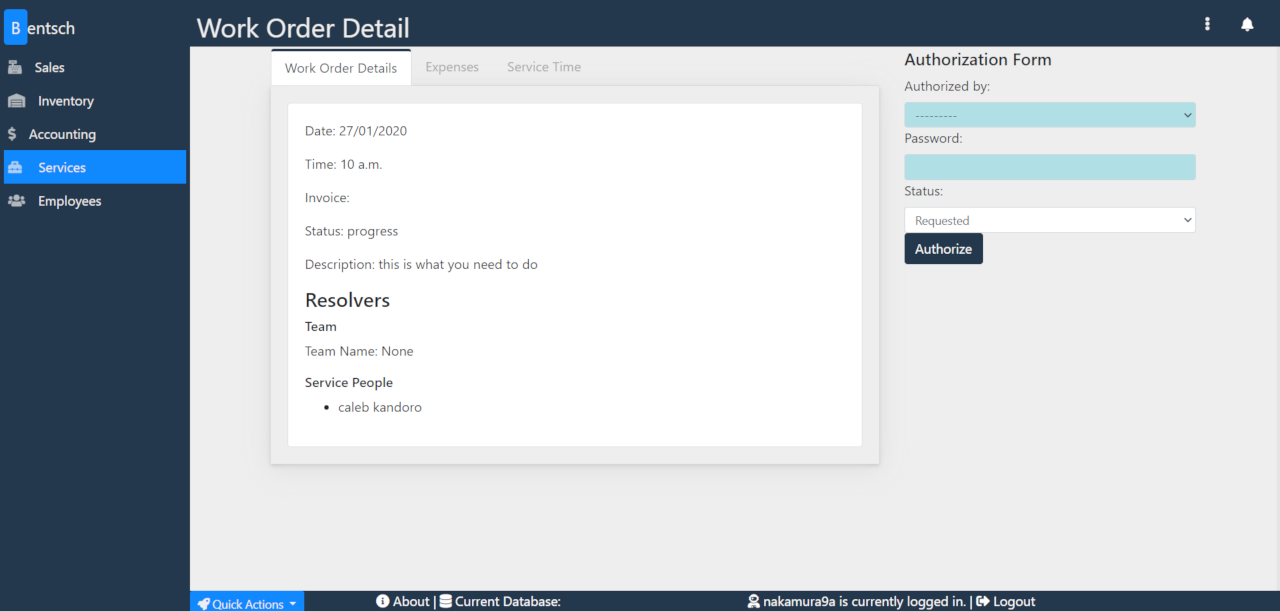 Bentsch
Work Order Detail
Sales
Inventory
$ Accounting
Services
Employees
Work Order Details
Expenses
Service Time
Date: 27/01/2020
Time: 10 a.m.
Invoice:
Status: progress
Description: this is what you need to do
Resolvers
Team
Team Name: None
Service People
• caleb kandoro
Authorization Form
Authorized by:
---------
Password:
Status:
Requested
Authorize
Quick Actions
About | Current Database:
nakamura9a is currently logged in. | Logout